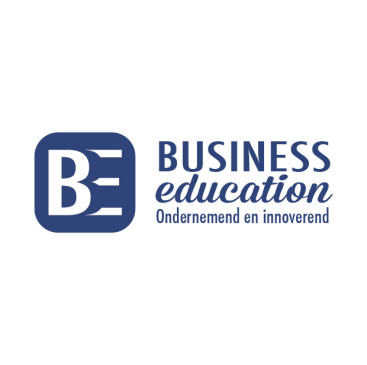 BE
BUSINESS
education
Ondernemend en innoverend